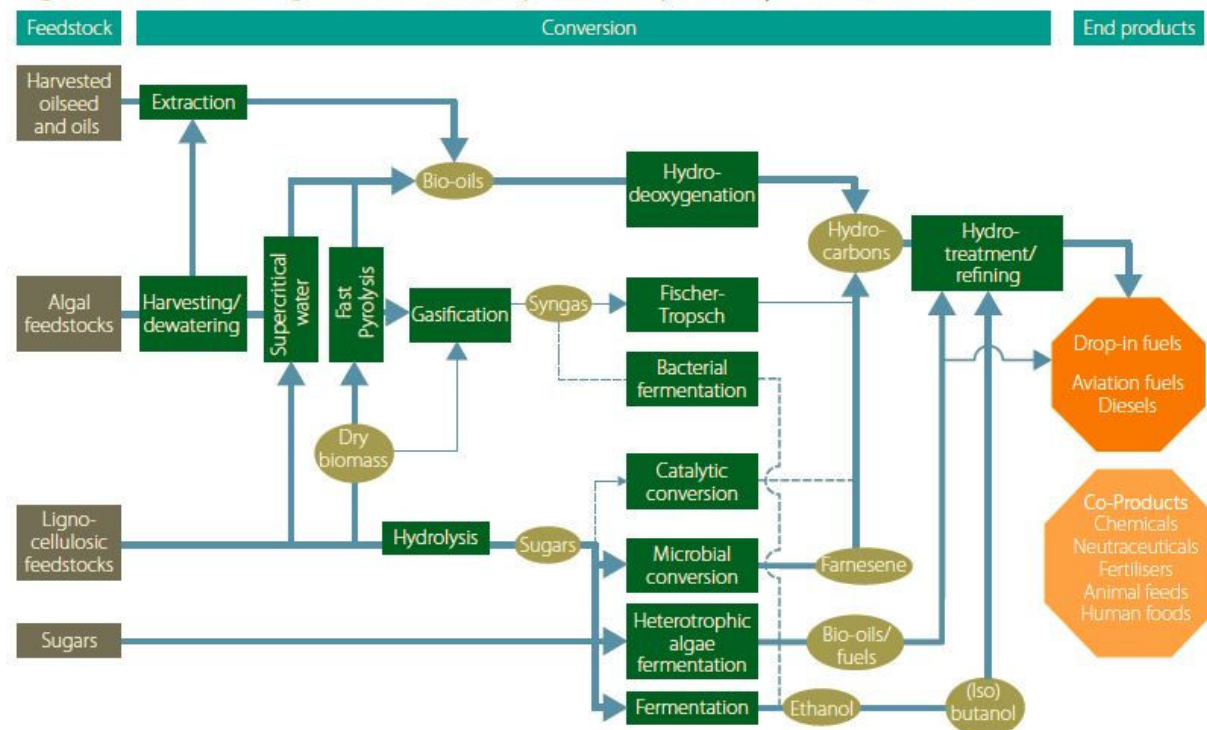 Feedstock
Conversion
End products
Harvested
oilseed
and oils
Extraction
Bio-oils
Hydro-
deoxygenation
Hydro-
carbons
Hydro-
treatment/
refining
Algal
feedstocks
Harvesting/
dewatering
Supercritical
water
Fast
Pyrolysis
Gasification
Syngas
Fischer-
Tropsch
Bacterial
fermentation
Drop-in fuels
Aviation fuels
Diesels
Dry
biomass
Catalytic
conversion
Ligno-
cellulosic
feedstocks
Hydrolysis
Sugars
Microbial
conversion
Farnesene
Co-Products
Chemicals
Neutraceuticals
Fertilisers
Animal feeds
Human foods
Sugars
Heterotrophic
algae
fermentation
Bio-oils/
fuels
Fermentation
Ethanol
(Iso)
butanol